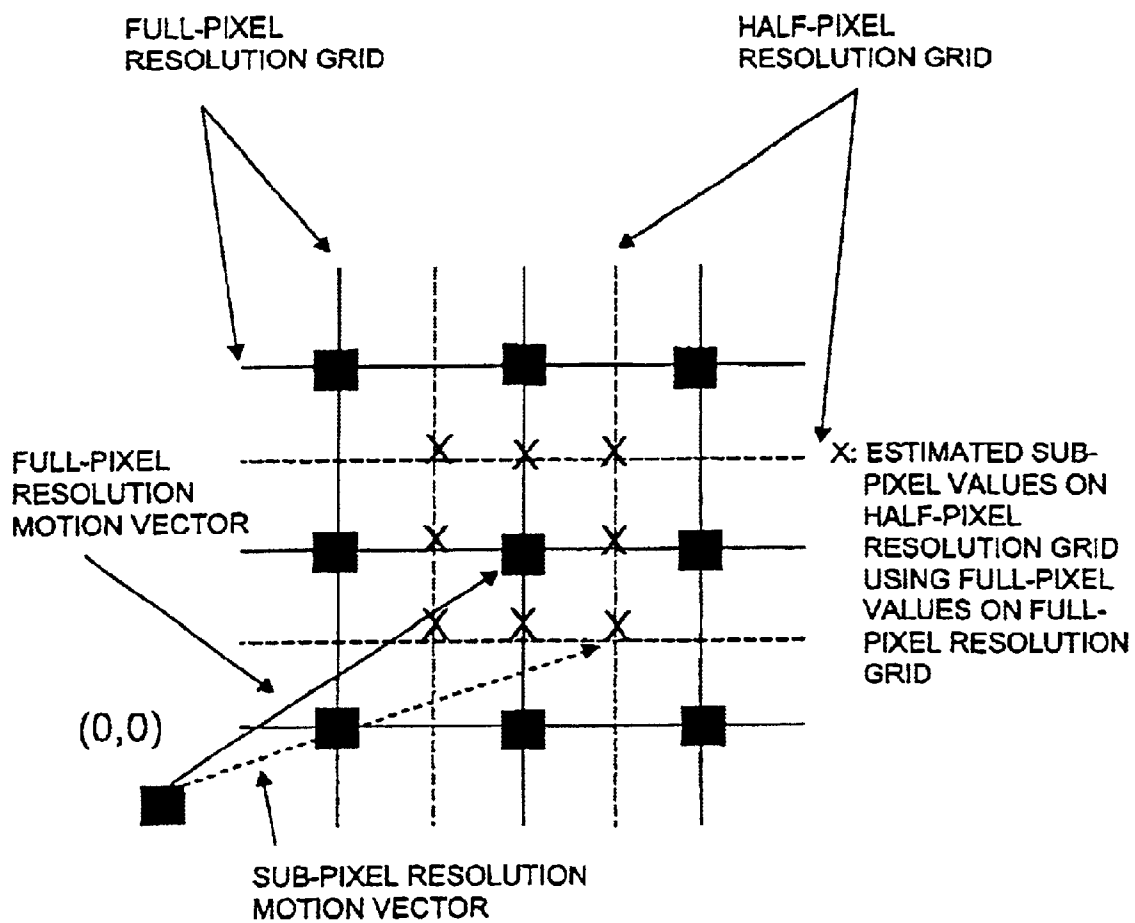 FULL-PIXEL
RESOLUTION GRID
HALF-PIXEL
RESOLUTION GRID
X X X
FULL-PIXEL
RESOLUTION
MOTION VECTOR
X: ESTIMATED SUB-
PIXEL VALUES ON
HALF-PIXEL
RESOLUTION GRID
USING FULL-PIXEL
VALUES ON FULL-
PIXEL RESOLUTION
GRID
X X
X X X
(0,0)
SUB-PIXEL RESOLUTION
MOTION VECTOR